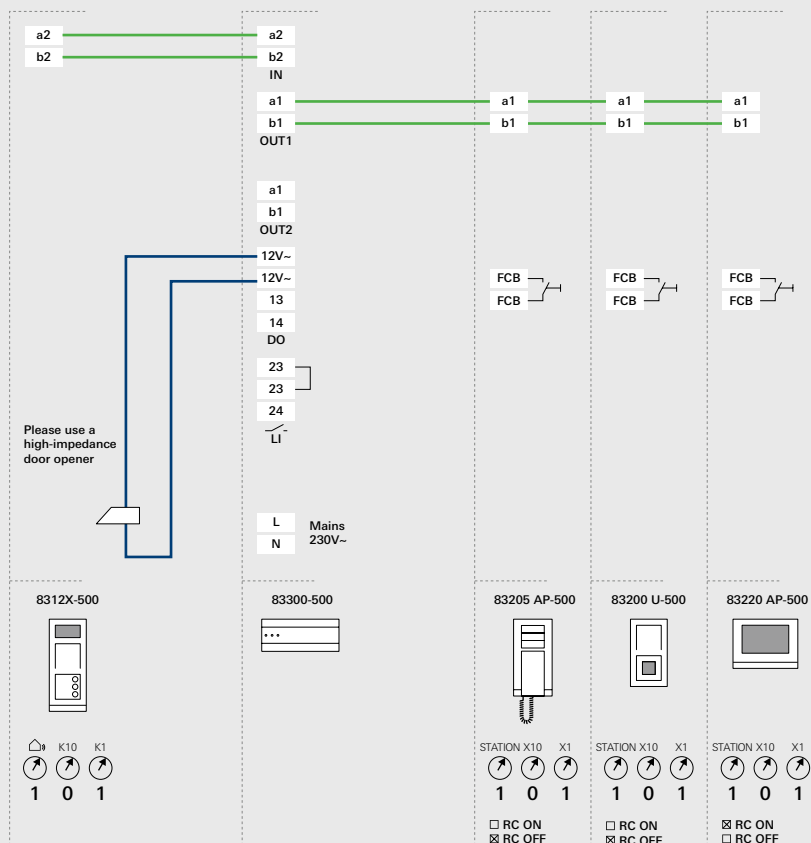 a2 a2
b2 b2
IN
a1 a1 a1 a1
b1 b1 b1 b1
OUT1
a1
b1
OUT2
12V~
12V~ FCB FCB FCB
13 FCB FCB FCB
14
DO
23
23
24
LI
Please use a
high-impedance
door opener
L
N
Mains
230V~
8312X-500 83300-500 83205 AP-500 83200 U-500 83220 AP-500
K10 K1 STATION X10 X1 STATION X10 X1 STATION X10 X1
1 0 1 1 0 1 1 0 1 1 0 1
☐ RC ON ☐ RC ON ☒ RC ON
☒ RC OFF ☒ RC OFF ☐ RC OFF